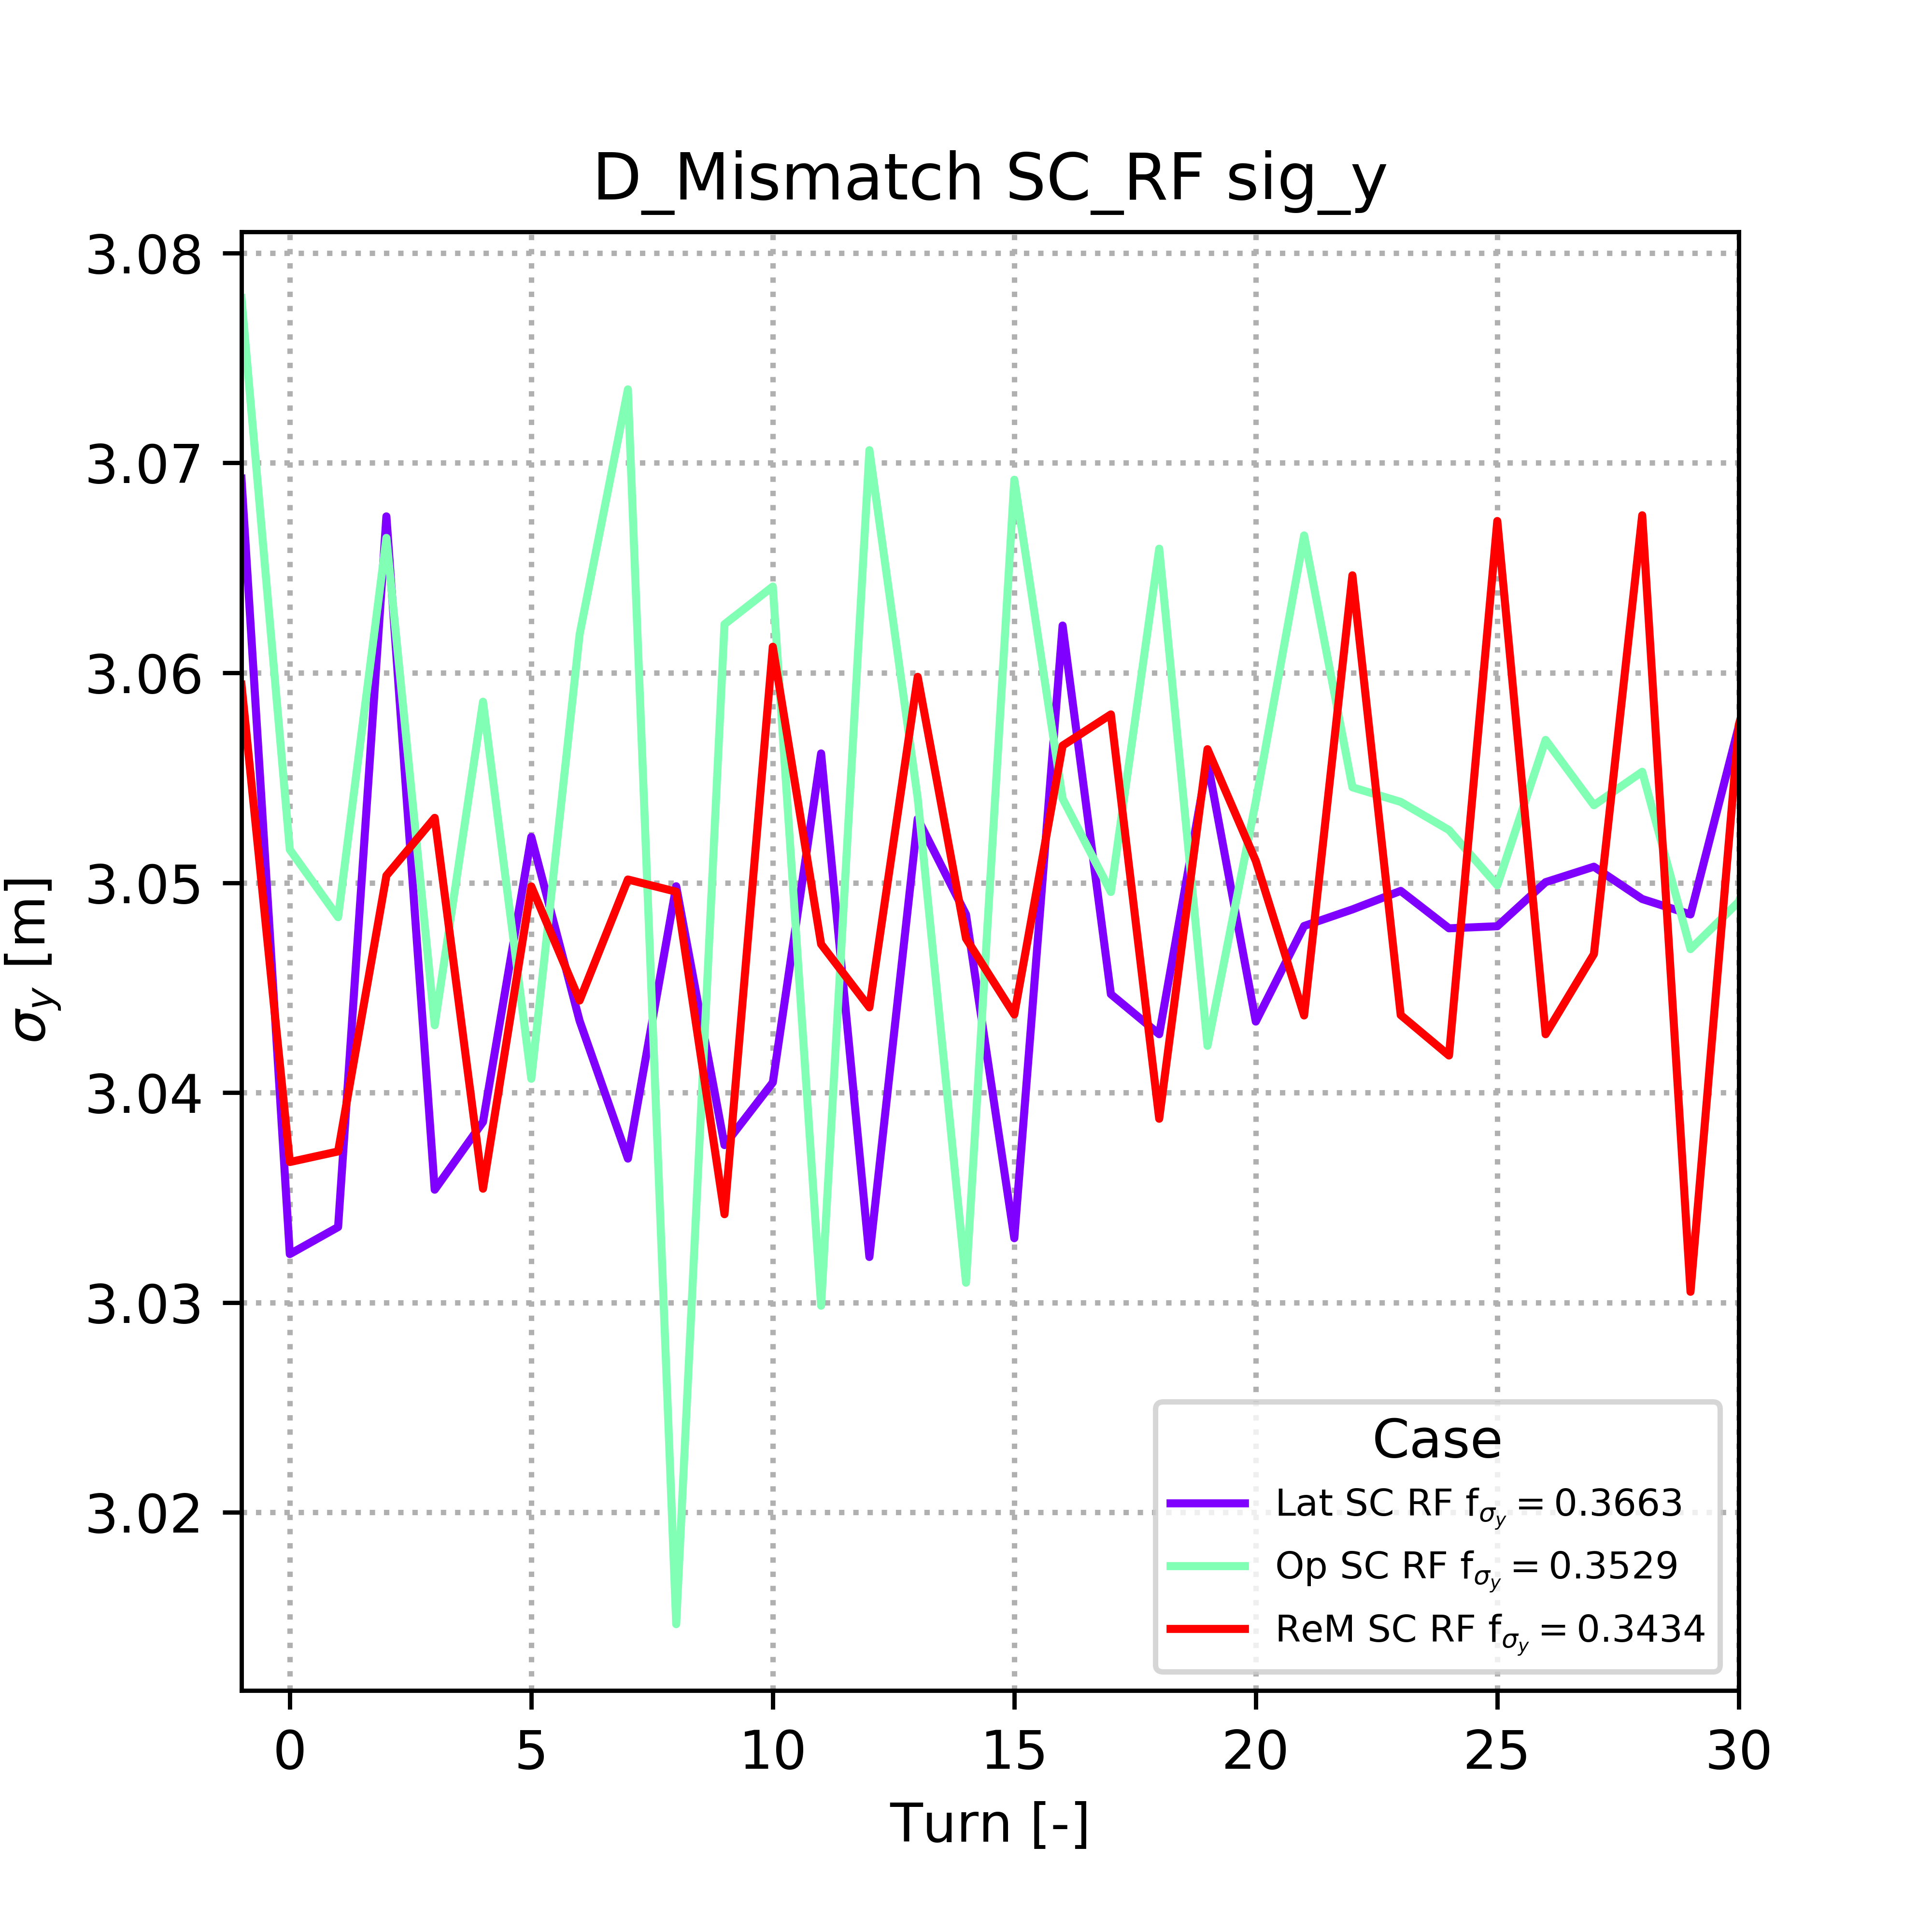 D_Mismatch SC_RF sig_y
3.08
3.07
3.06
3.05
3.04
3.03
3.02
σy [m]
Case
Lat SC RF fσy = 0.3663
Op SC RF fσy = 0.3529
ReM SC RF fσy = 0.3434
0 5 10 15 20 25 30
Turn [-]